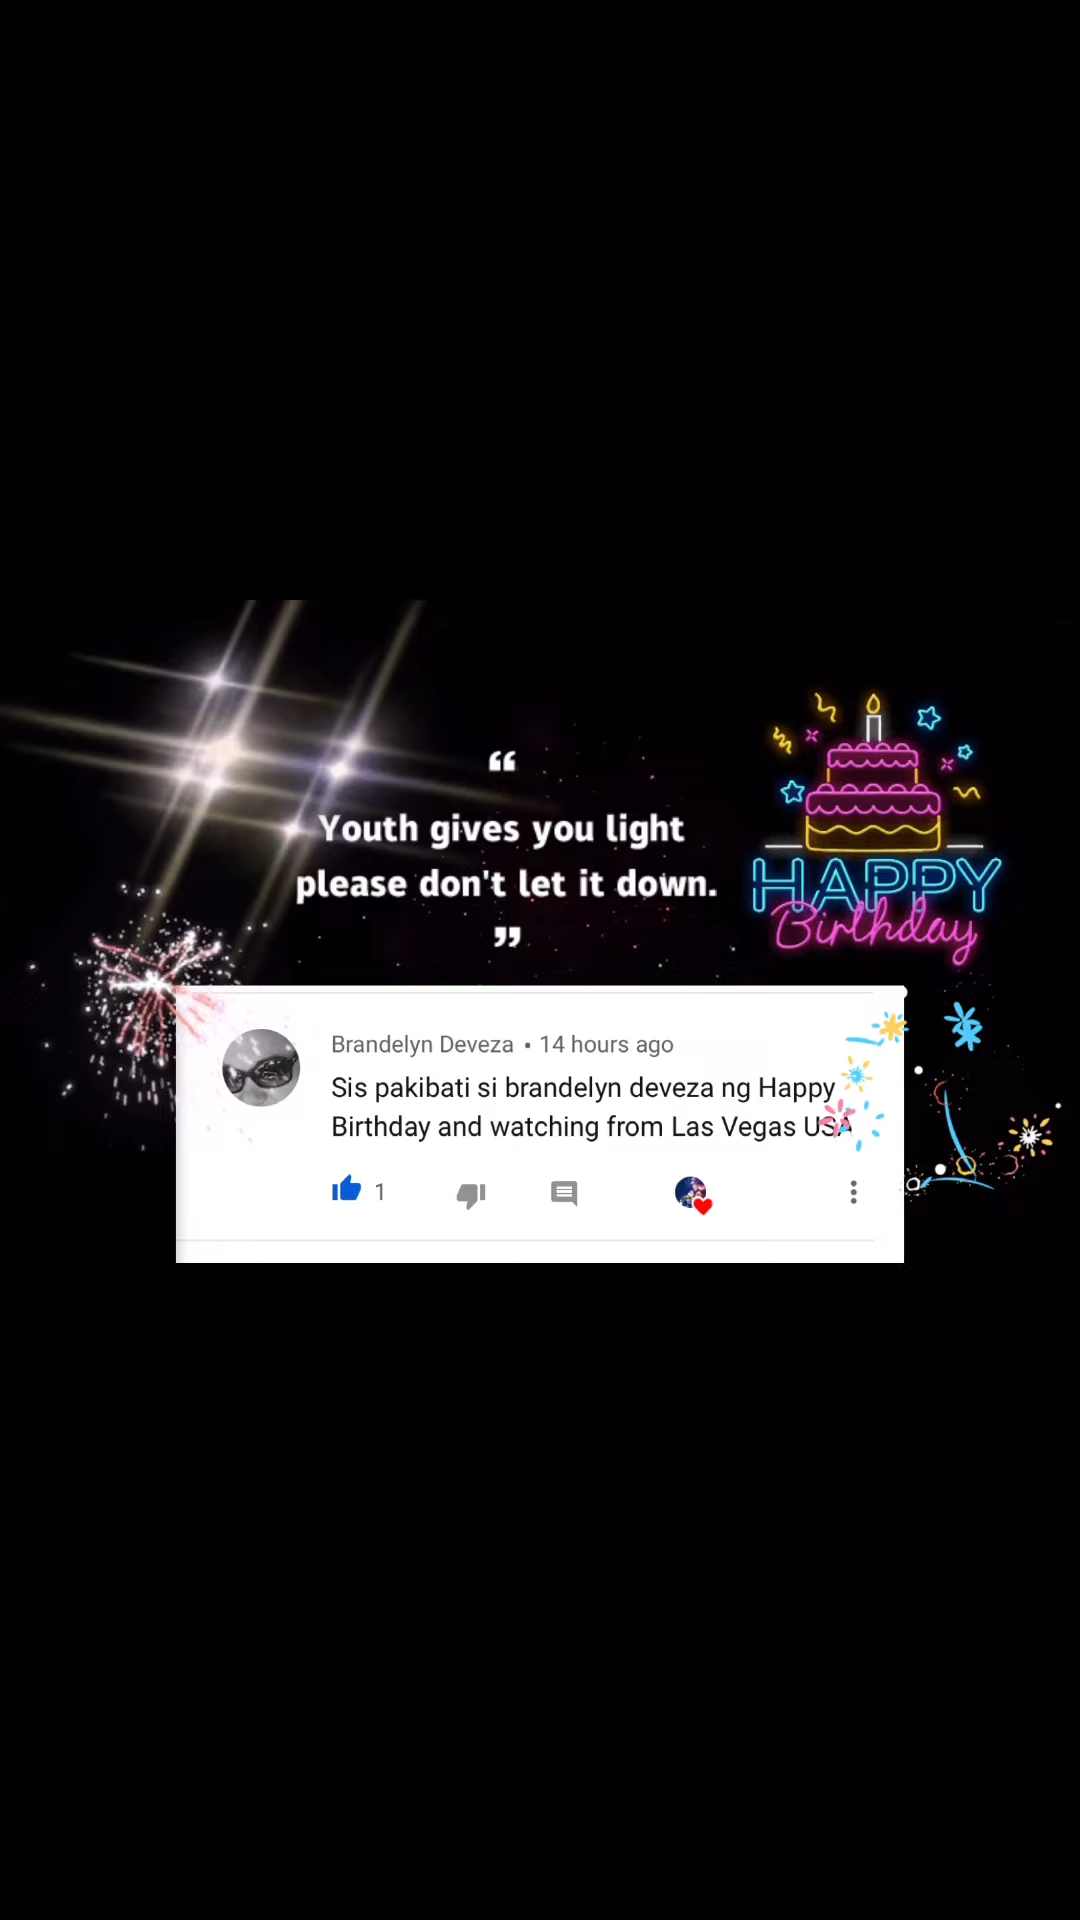 “
Youth gives you light
please don't let it down.
”
HAPPY
Birthday
Brandelyn Deveza • 14 hours ago
Sis pakibati si brandelyn deveza ng Happy
Birthday and watching from Las Vegas USA
1